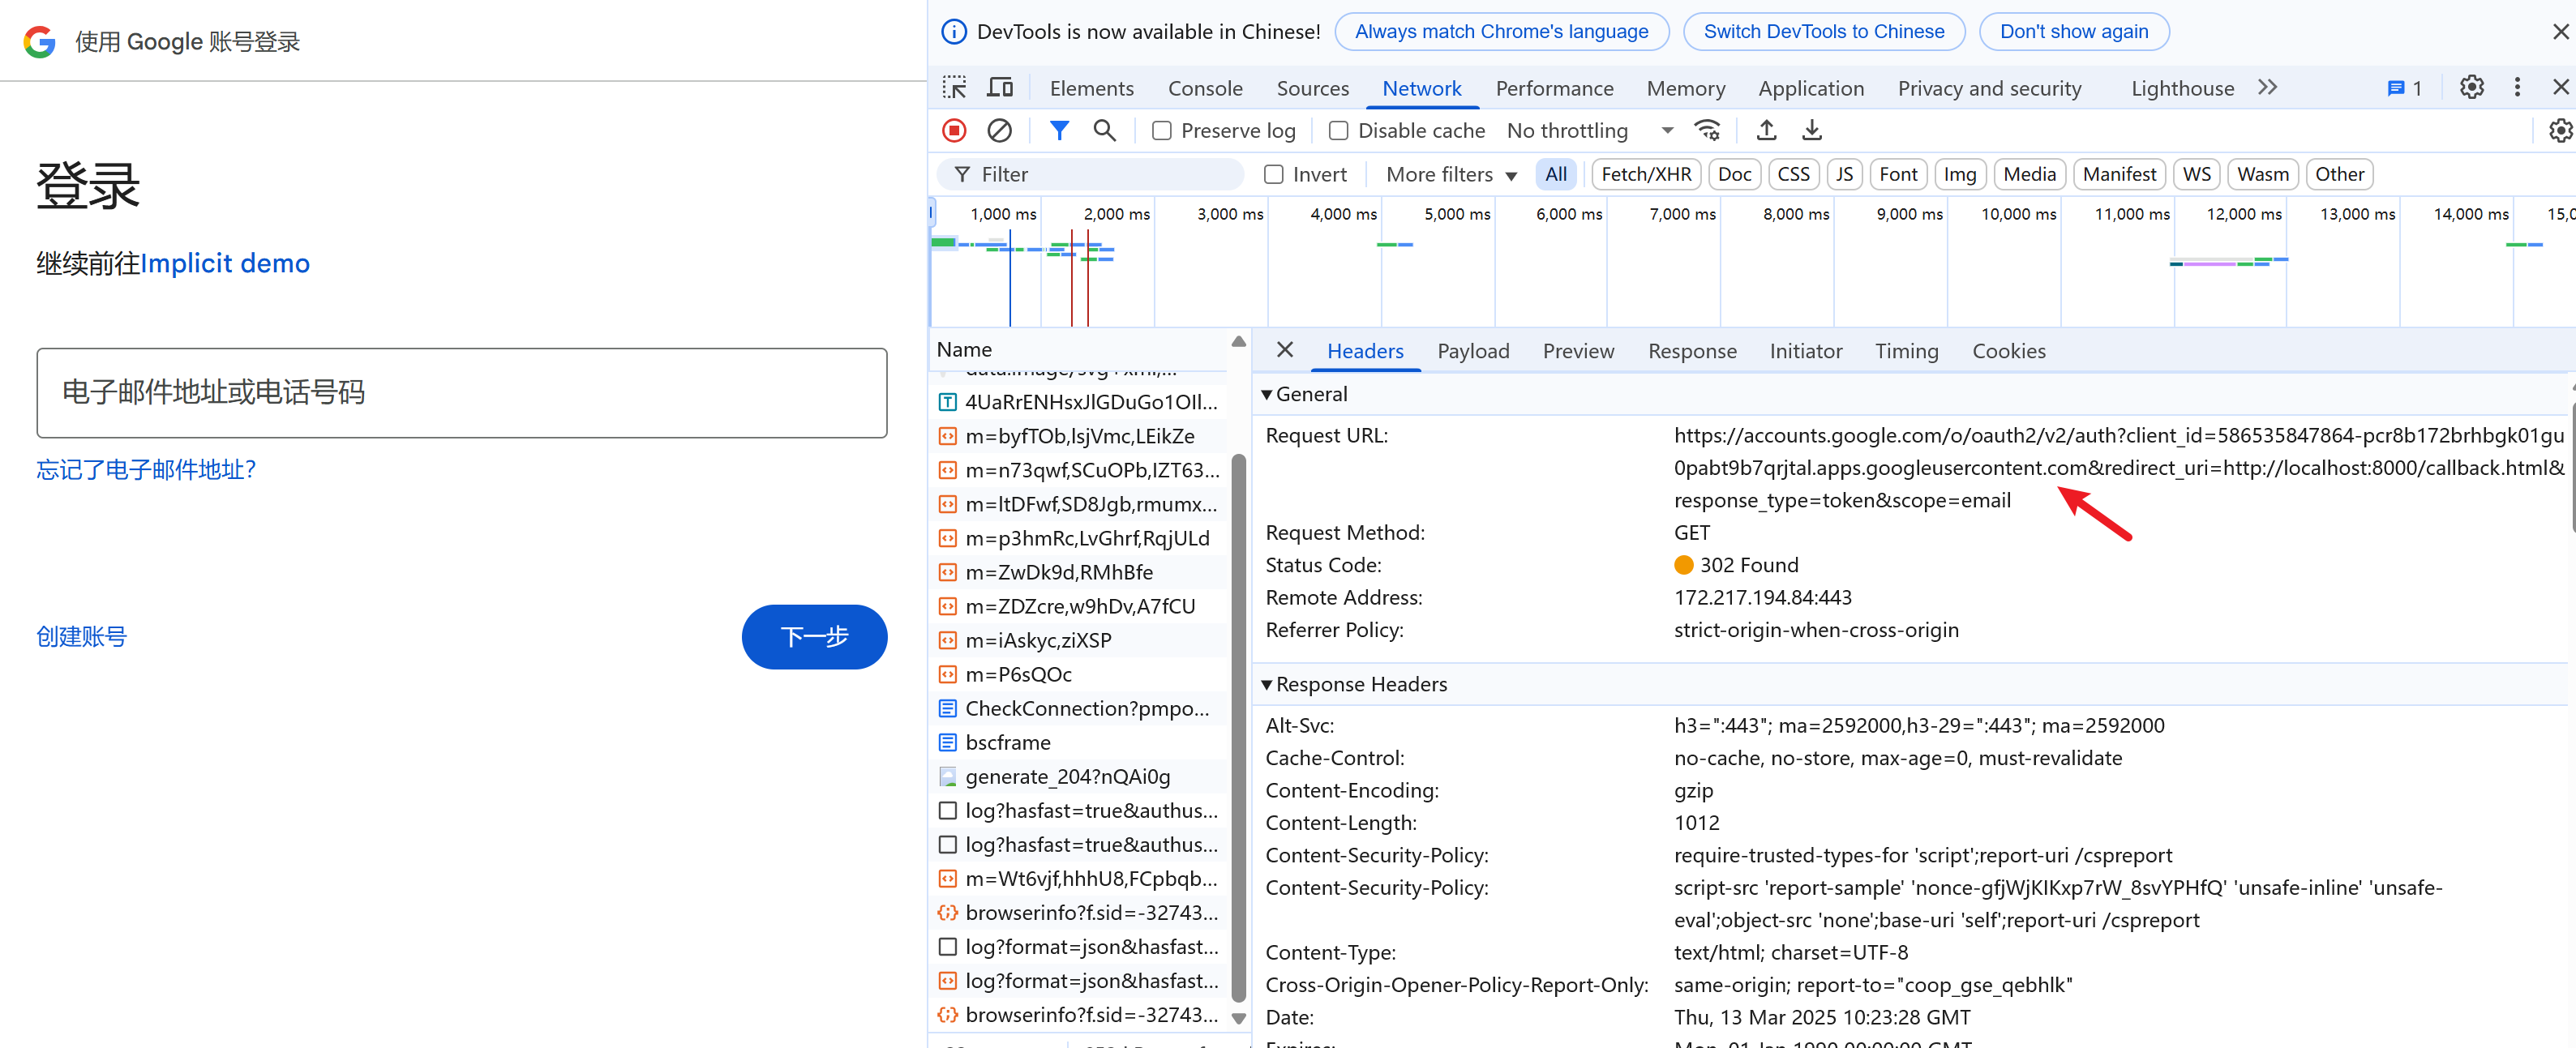 使用 Google 账号登录
登录
继续前往Implicit demo
电子邮件地址或电话号码
忘记了电子邮件地址？
创建账号
下一步
DevTools is now available in Chinese! Always match Chrome's language Switch DevTools to Chinese Don't show again
Elements Console Sources Network Performance Memory Application Privacy and security Lighthouse 1
Preserve log Disable cache No throttling
Filter Invert More filters All Fetch/XHR Doc CSS JS Font Img Media Manifest WS Wasm Other
1,000 ms 2,000 ms 3,000 ms 4,000 ms 5,000 ms 6,000 ms 7,000 ms 8,000 ms 9,000 ms 10,000 ms 11,000 ms 12,000 ms 13,000 ms 14,000 ms 15,0
Name
data:image/svg+xml,...
4UaRrENHsxJlGDuGo1OIl...
m=byfTOb,lsjVmc,LEikZe
m=n73qwf,SCuOPb,IZT63...
m=ltDFwf,SD8Jgb,rmumx...
m=p3hmRc,LvGhrf,RqjULd
m=ZwDk9d,RMhBfe
m=ZDZcre,w9hDv,A7fCU
m=iAskyc,ziXSP
m=P6sQOc
CheckConnection?pmpo...
bscframe
generate_204?nQAi0g
log?hasfast=true&authus...
log?hasfast=true&authus...
m=Wt6vjf,hhhU8,FCpbqb...
browserinfo?f.sid=-32743...
log?format=json&hasfast...
log?format=json&hasfast...
browserinfo?f.sid=-32743...
Headers Payload Preview Response Initiator Timing Cookies
General
Request URL: https://accounts.google.com/o/oauth2/v2/auth?client_id=586535847864-pcr8b172brhbgk01gu
0pabt9b7qrjtal.apps.googleusercontent.com&redirect_uri=http://localhost:8000/callback.html&
response_type=token&scope=email
Request Method: GET
Status Code: 302 Found
Remote Address: 172.217.194.84:443
Referrer Policy: strict-origin-when-cross-origin
Response Headers
Alt-Svc: h3=":443"; ma=2592000,h3-29=":443"; ma=2592000
Cache-Control: no-cache, no-store, max-age=0, must-revalidate
Content-Encoding: gzip
Content-Length: 1012
Content-Security-Policy: require-trusted-types-for 'script';report-uri /cspreport
Content-Security-Policy: script-src 'report-sample' 'nonce-gfjWjKIKxp7rW_8svYPHfQ' 'unsafe-inline' 'unsafe-
eval';object-src 'none';base-uri 'self';report-uri /cspreport
Content-Type: text/html; charset=UTF-8
Cross-Origin-Opener-Policy-Report-Only: same-origin; report-to="coop_gse_qebhlk"
Date: Thu, 13 Mar 2025 10:23:28 GMT
Expires: Mon, 01 Jan 1990 00:00:00 GMT